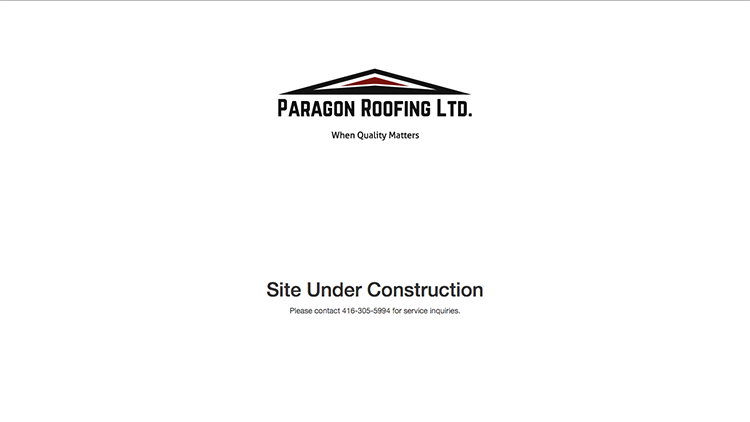 PARAGON ROOFING LTD.
When Quality Matters
Site Under Construction
Please contact 416-305-5994 for service inquiries.